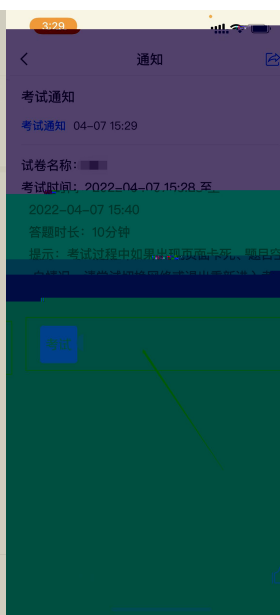 3:29
通知
考试通知
考试通知 04-07 15:29
试卷名称:
考试时间：2022-04-07 15:28 至
2022-04-07 15:40
答题时长：10分钟
提示：考试过程中如果出现页面卡死、题目空